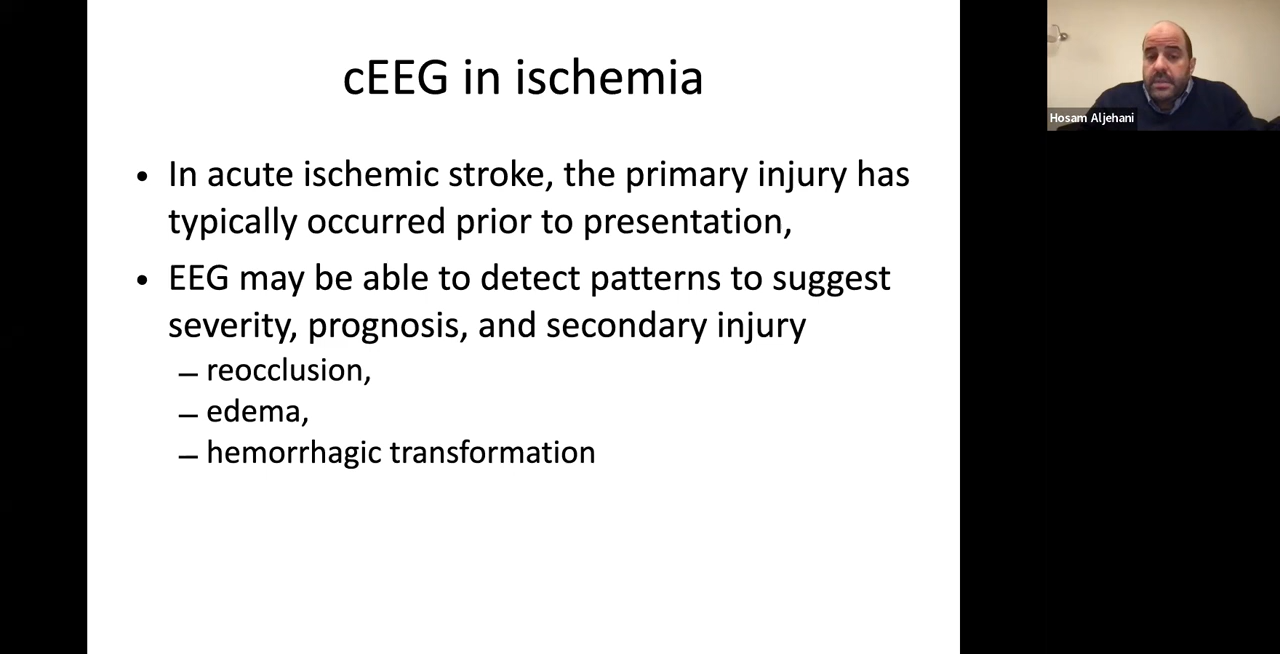 cEEG in ischemia
• In acute ischemic stroke, the primary injury has
typically occurred prior to presentation,
• EEG may be able to detect patterns to suggest
severity, prognosis, and secondary injury
– reocclusion,
– edema,
– hemorrhagic transformation
Hosam Aljehani